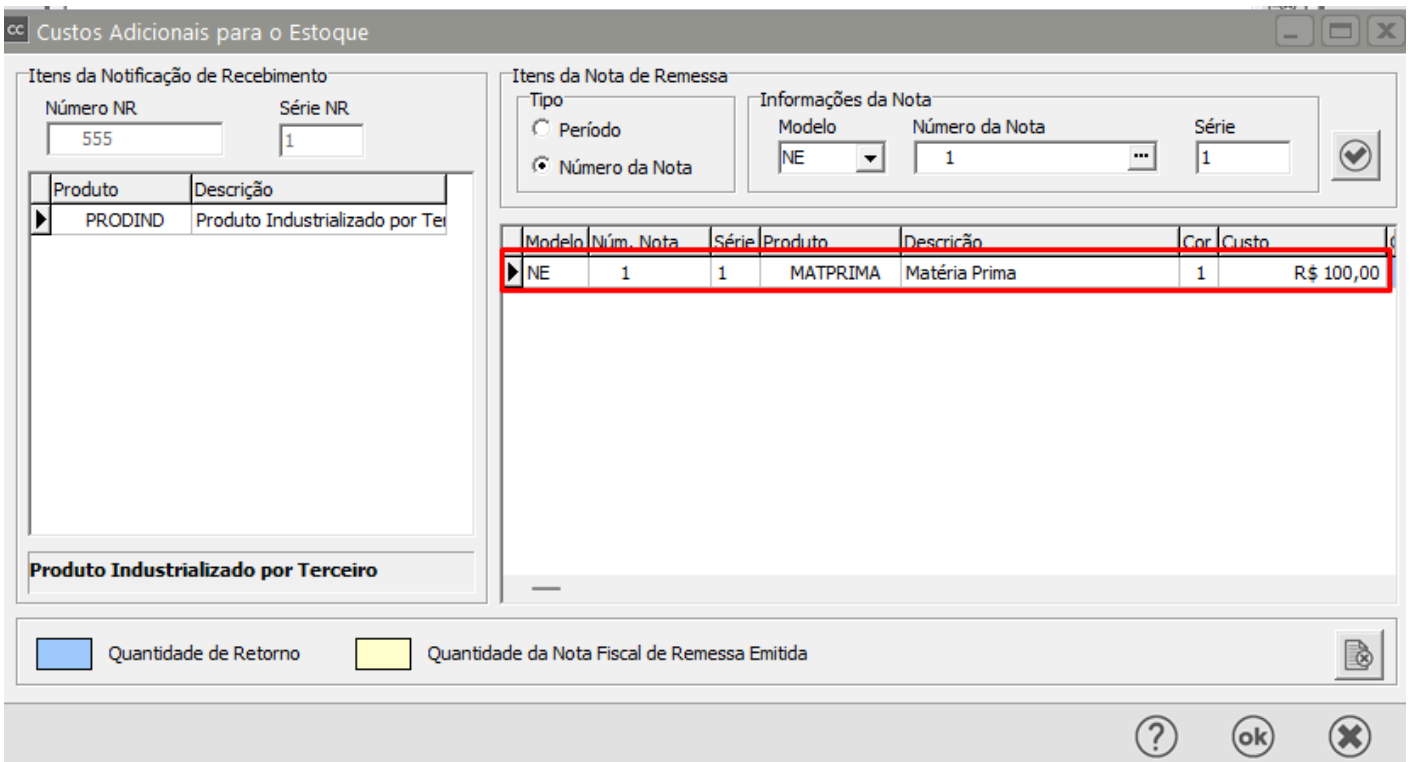 cc Custos Adicionais para o Estoque
Itens da Notificação de Recebimento
Número NR Série NR
555 1
Produto Descrição
PRODIND Produto Industrializado por Ter
Produto Industrializado por Terceiro
Itens da Nota de Remessa
Tipo
Período
Número da Nota
Informações da Nota
Modelo Número da Nota Série
NE 1 ... 1
Modelo Núm. Nota Série Produto Descrição Cor Custo
NE 1 1 MATPRIMA Matéria Prima 1 R$ 100,00
Quantidade de Retorno Quantidade da Nota Fiscal de Remessa Emitida
? ok